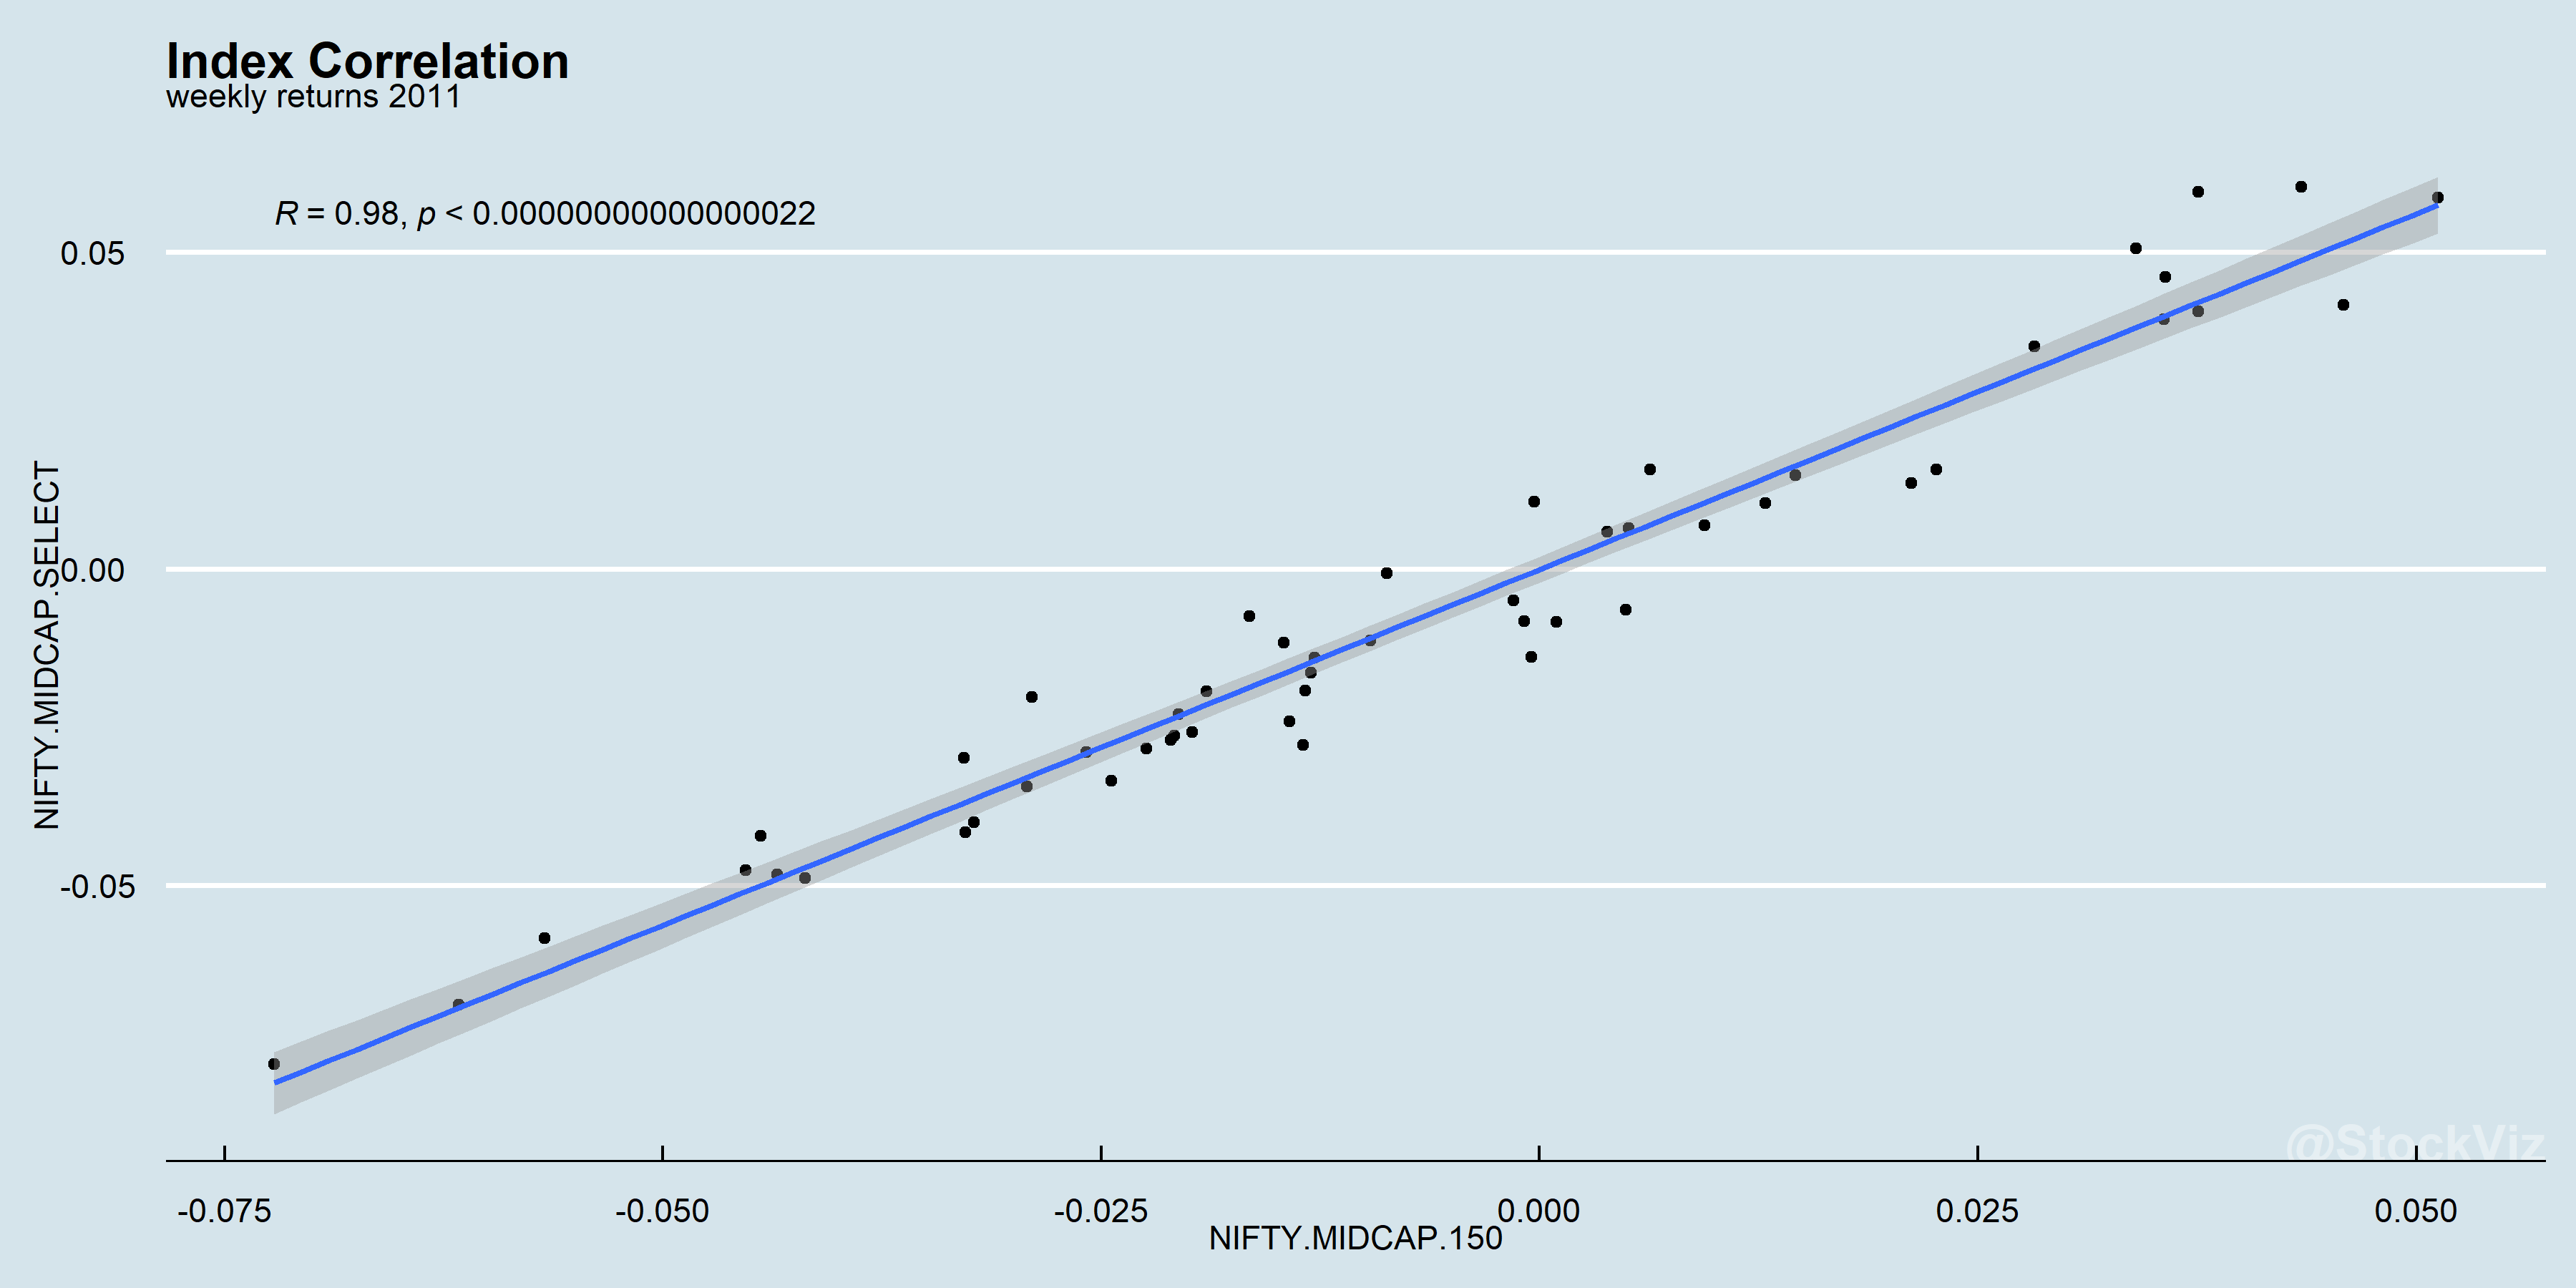 Index Correlation
weekly returns 2011
R = 0.98, p < 0.00000000000000022
0.05
0.00
-0.05
NIFTY.MIDCAP.SELECT
@StockViz
-0.075 -0.050 -0.025 0.000 0.025 0.050
NIFTY.MIDCAP.150